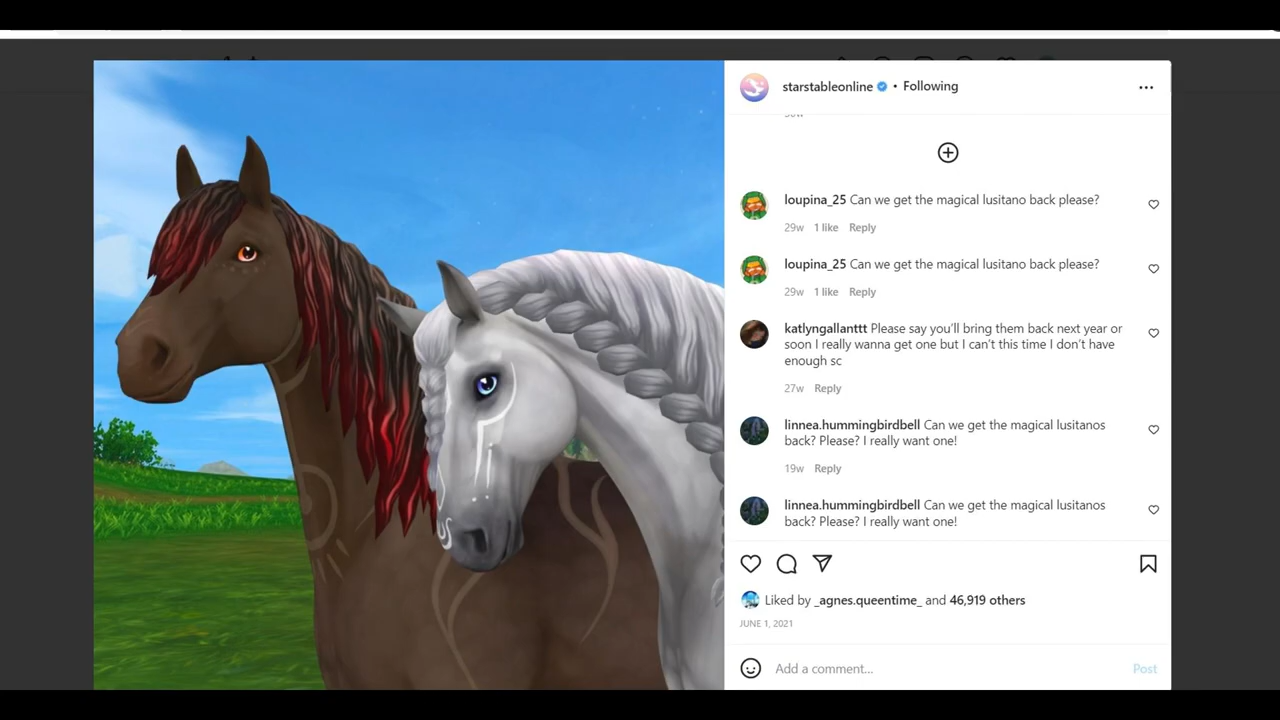 starstableonline • Following
loupina_25 Can we get the magical lusitano back please?
29w 1 like Reply
loupina_25 Can we get the magical lusitano back please?
29w 1 like Reply
katlyngallanttt Please say you'll bring them back next year or
soon I really wanna get one but I can't this time I don't have
enough sc
27w Reply
linnea.hummingbirdbell Can we get the magical lusitanos
back? Please? I really want one!
19w Reply
linnea.hummingbirdbell Can we get the magical lusitanos
back? Please? I really want one!
Liked by _agnes.queentime_ and 46,919 others
JUNE 1, 2021
Add a comment... Post